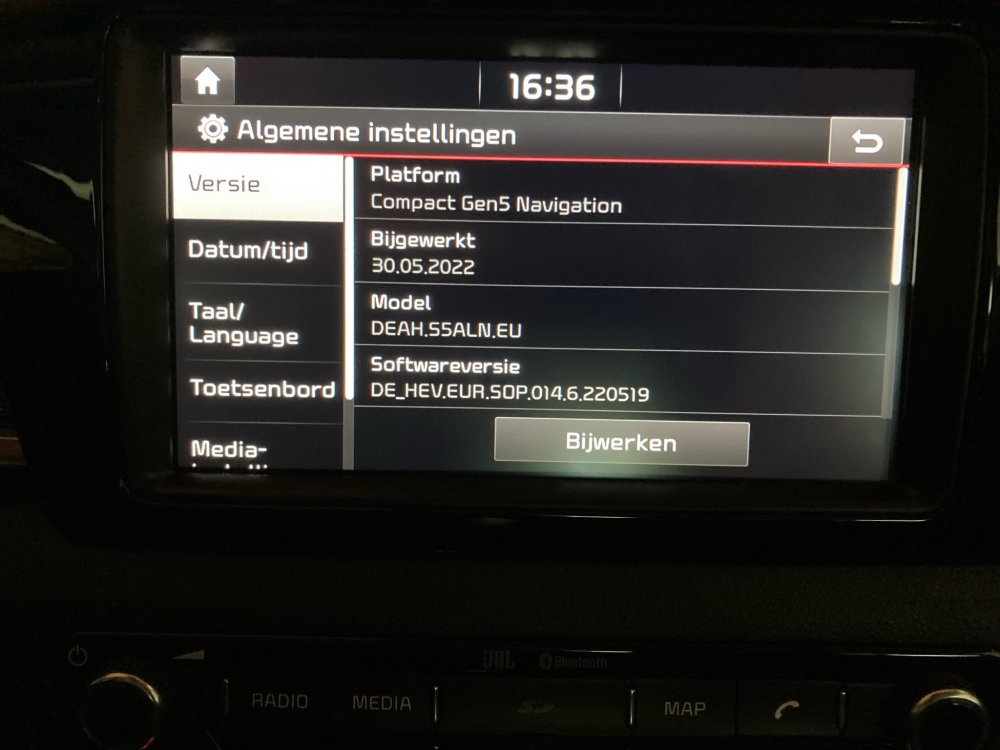 16:36
Algemene instellingen
Versie
Datum/tijd
Taal/
Language
Toetsenbord
Media-
Platform
Compact Gen5 Navigation
Bijgewerkt
30.05.2022
Model
DEAH.S5ALN.EU
Softwareversie
DE_HEV.EUR.SOP.014.6.220519
Bijwerken
JBL
Bluetooth
RADIO
MEDIA
SD
MAP